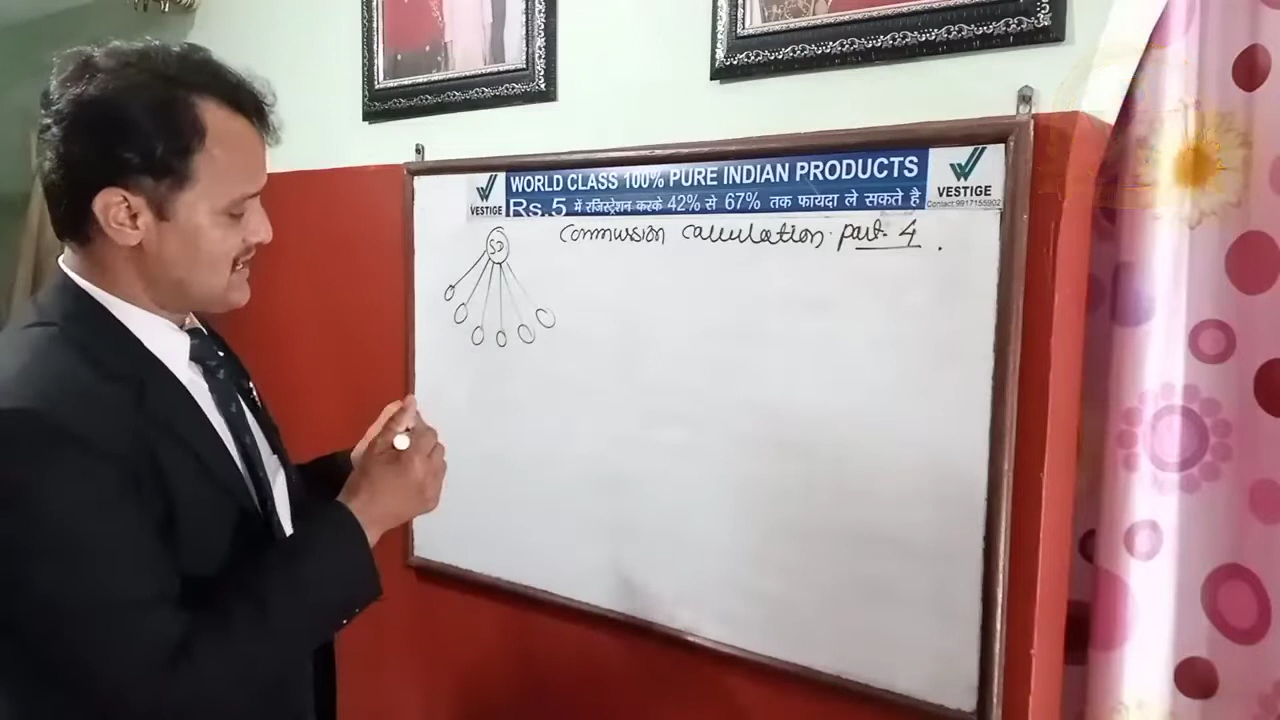 VESTIGE
WORLD CLASS 100% PURE INDIAN PRODUCTS
Rs.5 में रजिस्ट्रेशन करके 42% से 67% तक फायदा ले सकते है
VESTIGE
Contact:9917155902
Commission Calculation. part- 4.
SD